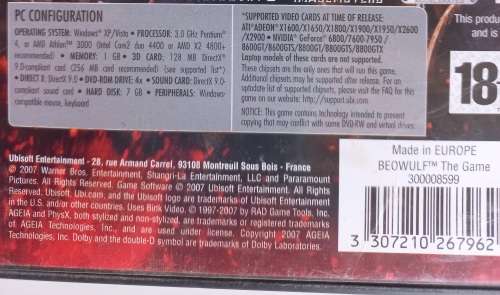 PC CONFIGURATION
OPERATING SYSTEM: Windows® XP/Vista • PROCESSOR: 3.0 GHz Pentium®
4, or AMD Athlon™ 3000 (Intel Core2 duo 4400 or AMD X2 4800+
recommended) • MEMORY: 1 GB • 3D CARD: 128 MB DirectX®
9.0-compliant card (256 MB card recommended) (see supported list*)
• DIRECT X: DirectX® 9.0 • DVD-ROM DRIVE: 4x • SOUND CARD: DirectX® 9.0-
compliant sound card • HARD DISK: 7 GB • PERIPHERALS: Windows-
compatible mouse, keyboard
*SUPPORTED VIDEO CARDS AT TIME OF RELEASE:
ATI® RADEON® X1600/X1650/X1800/X1900/X1950/X2600
/X2900 • NVIDIA® GeForce® 6800/7600-7950 /
8600GT/8600GTS/8800GT/8800GTS/8800GTX
Laptop models of these cards are not supported.
These chipsets are the only ones that will run this game.
Additional chipsets may be supported after release. For an
uptodate list of supported chipsets, please visit the FAQ for this
game on our website: http://support.ubi.com.
NOTICE: This game contains technology intended to prevent
copying that may conflict with some DVD-RW and virtual drives.
This produ
and is
18
Ubisoft Entertainment - 28, rue Armand Carrel, 93108 Montreuil Sous Bois - France
© 2007 Warner Bros. Entertainment, Shangri-La Entertainment, LLC and Paramount
Pictures. All Rights Reserved. Game Software © 2007 Ubisoft Entertainment. All Rights
Reserved. Ubisoft, Ubi.com, and the Ubisoft logo are trademarks of Ubisoft Entertainment
in the U.S. and/or other countries. Uses Bink Video. © 1997-2007 by RAD Game Tools, Inc.
AGEIA and PhysX, both stylized and non-stylized, are trademarks or registered trademarks
of AGEIA Technologies, Inc., and are used under license. Copyright 2007 AGEIA
Technologies, Inc. Dolby and the double-D symbol are trademarks of Dolby Laboratories.
Made in EUROPE
BEOWULF™ The Game
300008599
3 307210 267962